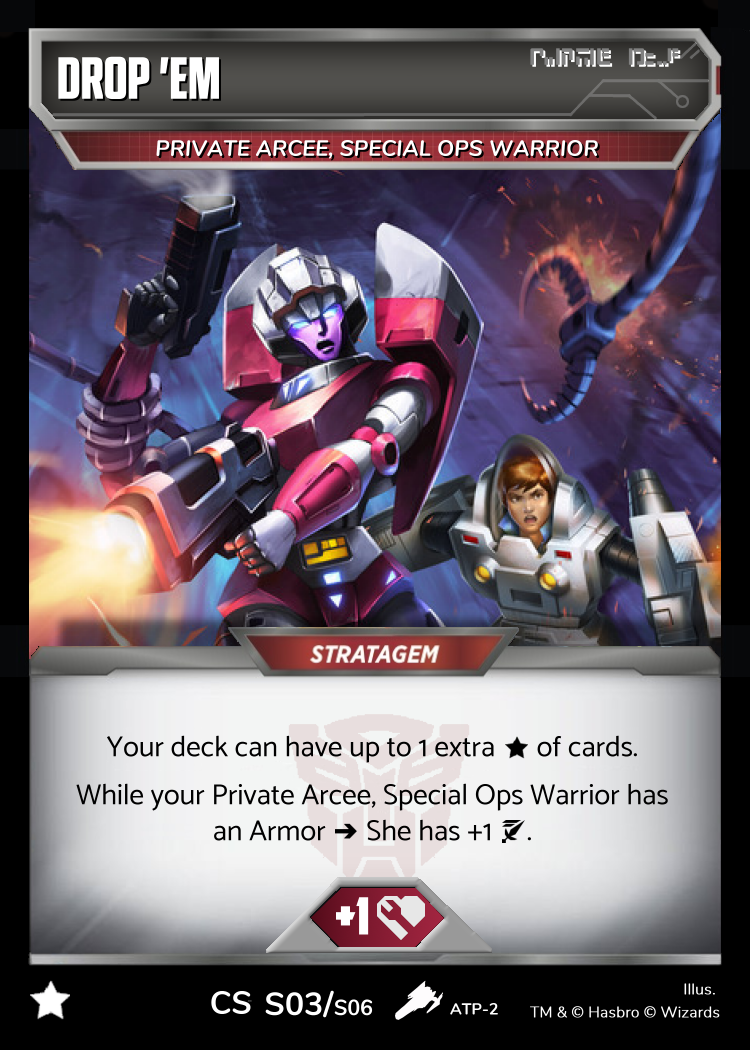 DROP 'EM
PRIVATE ARCEE, SPECIAL OPS WARRIOR
STRATAGEM
Your deck can have up to 1 extra ★ of cards.
While your Private Arcee, Special Ops Warrior has
an Armor ➔ She has +1 .
+1
CS S03/S06 ATP-2
Illus.
TM & © Hasbro © Wizards